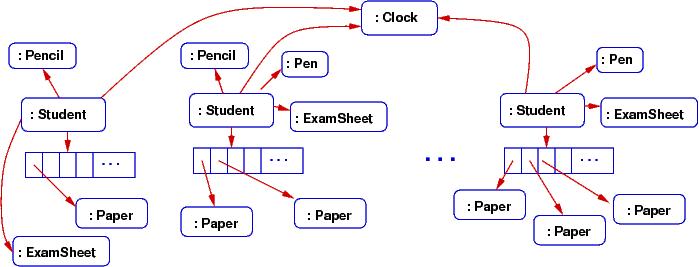 : Clock
: Pencil
: Pencil
: Pen
: Pen
: Student
: Student
: ExamSheet
: Student
: ExamSheet
...
...
...
...
: Paper
: Paper
: Paper
: Paper
: Paper
: Paper
: ExamSheet